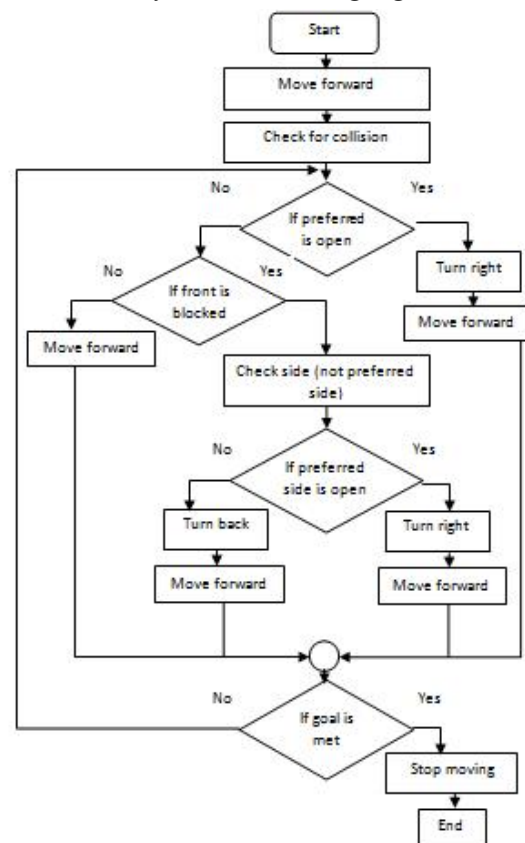 Start
Move forward
Check for collision
No
Yes
If preferred
is open
No
Yes
Turn right
If front is
blocked
Move forward
Move forward
Check side (not preferred
side)
No
Yes
If preferred
side is open
Turn back
Turn right
Move forward
Move forward
No
Yes
If goal is
met
Stop moving
End